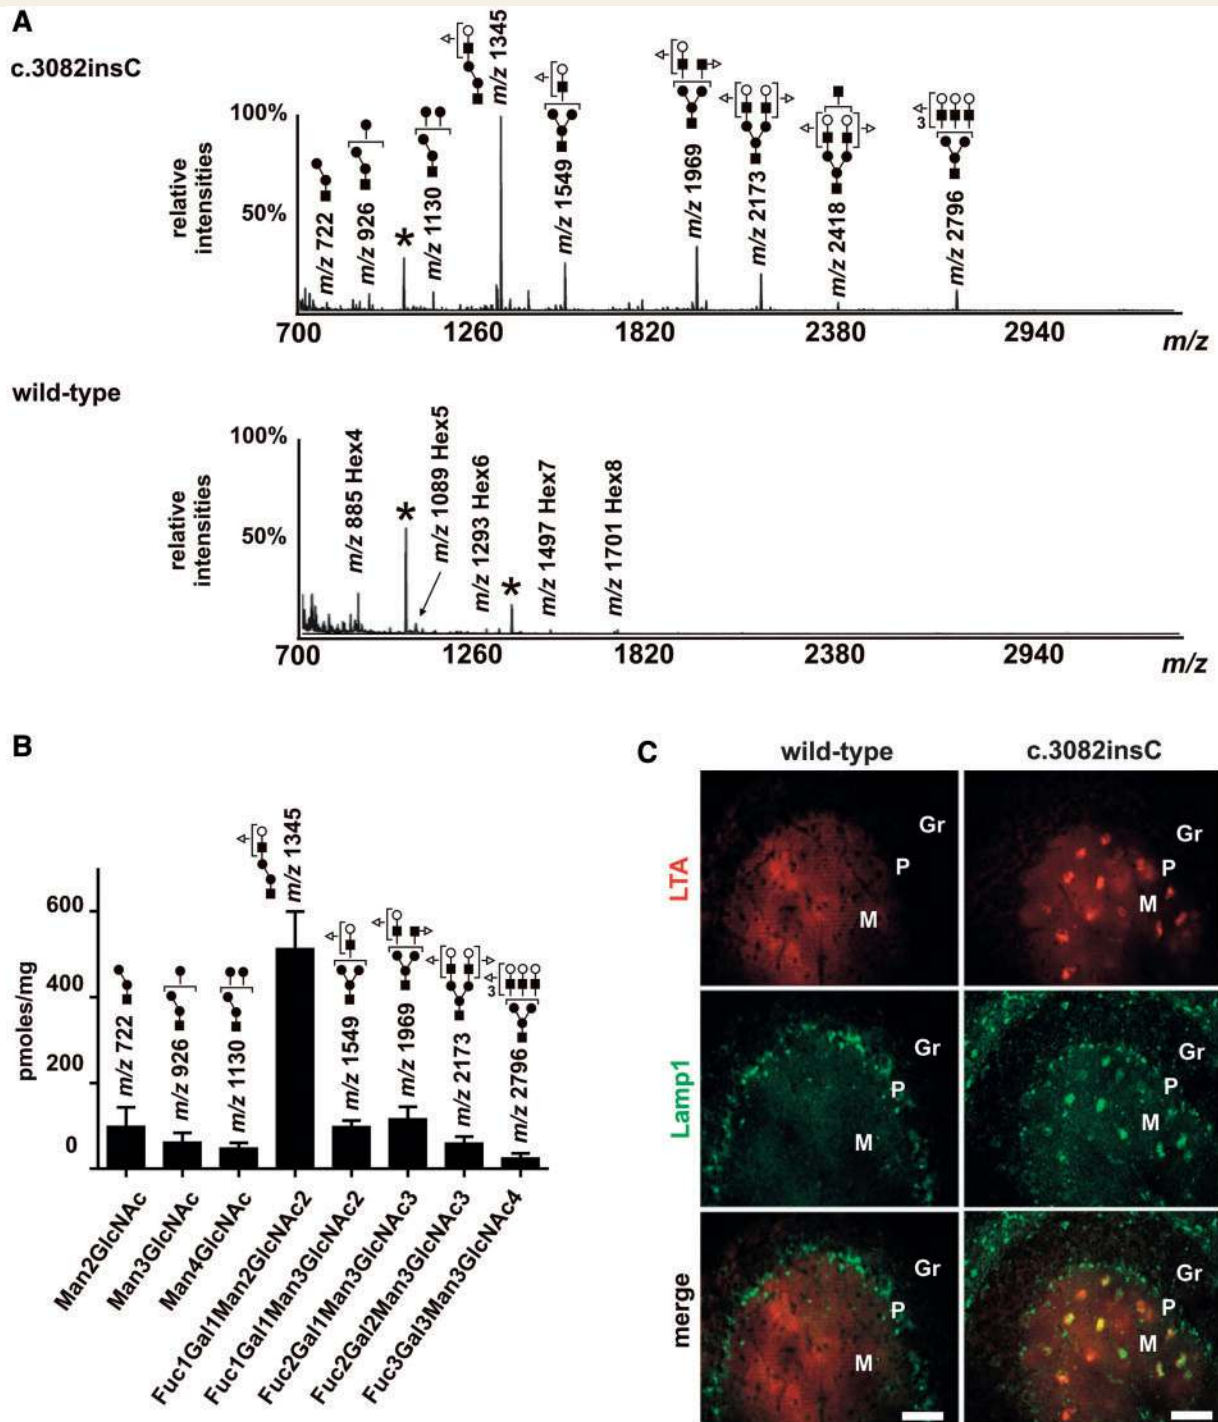 A
c.3082insC
relative
intensities
100%
50%
m/z 722
m/z 926
*
m/z 1130
m/z 1345
m/z 1549
m/z 1969
m/z 2173
m/z 2418
3
m/z 2796
700 1260 1820 2380 2940 m/z
wild-type
relative
intensities
100%
50%
m/z 885 Hex4
*
m/z 1089 Hex5
m/z 1293 Hex6
*
m/z 1497 Hex7
m/z 1701 Hex8
700 1260 1820 2380 2940 m/z
B
pmoles/mg
600
400
200
0
m/z 722
m/z 926
m/z 1130
m/z 1345
m/z 1549
m/z 1969
m/z 2173
3
m/z 2796
Man2GlcNAc
Man3GlcNAc
Man4GlcNAc
Fuc1Gal1Man2GlcNAc2
Fuc1Gal1Man3GlcNAc2
Fuc2Gal1Man3GlcNAc3
Fuc2Gal2Man3GlcNAc3
Fuc3Gal3Man3GlcNAc4
C
wild-type c.3082insC
LTA
Gr
P
M
Gr
P
M
Lamp1
Gr
P
M
Gr
P
M
merge
Gr
P
M
Gr
P
M